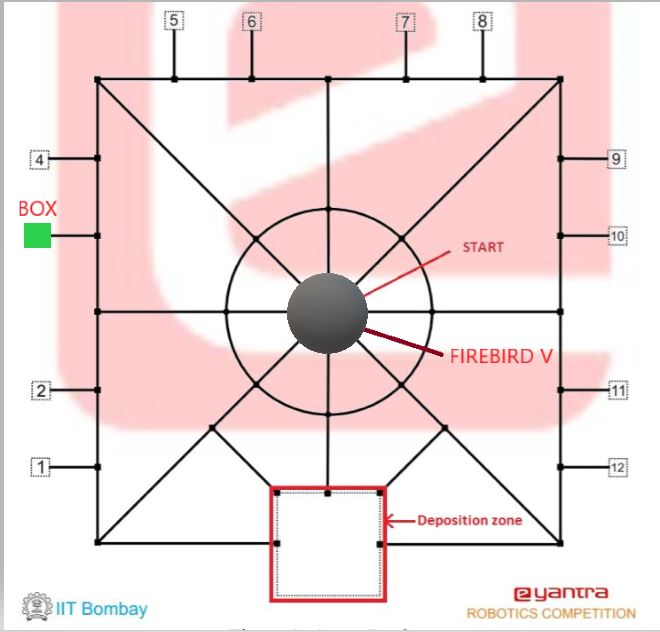 5
6
7
8
4
9
BOX
10
START
FIREBIRD V
2
11
1
12
Deposition zone
IIT Bombay
eyantra
ROBOTICS COMPETITION